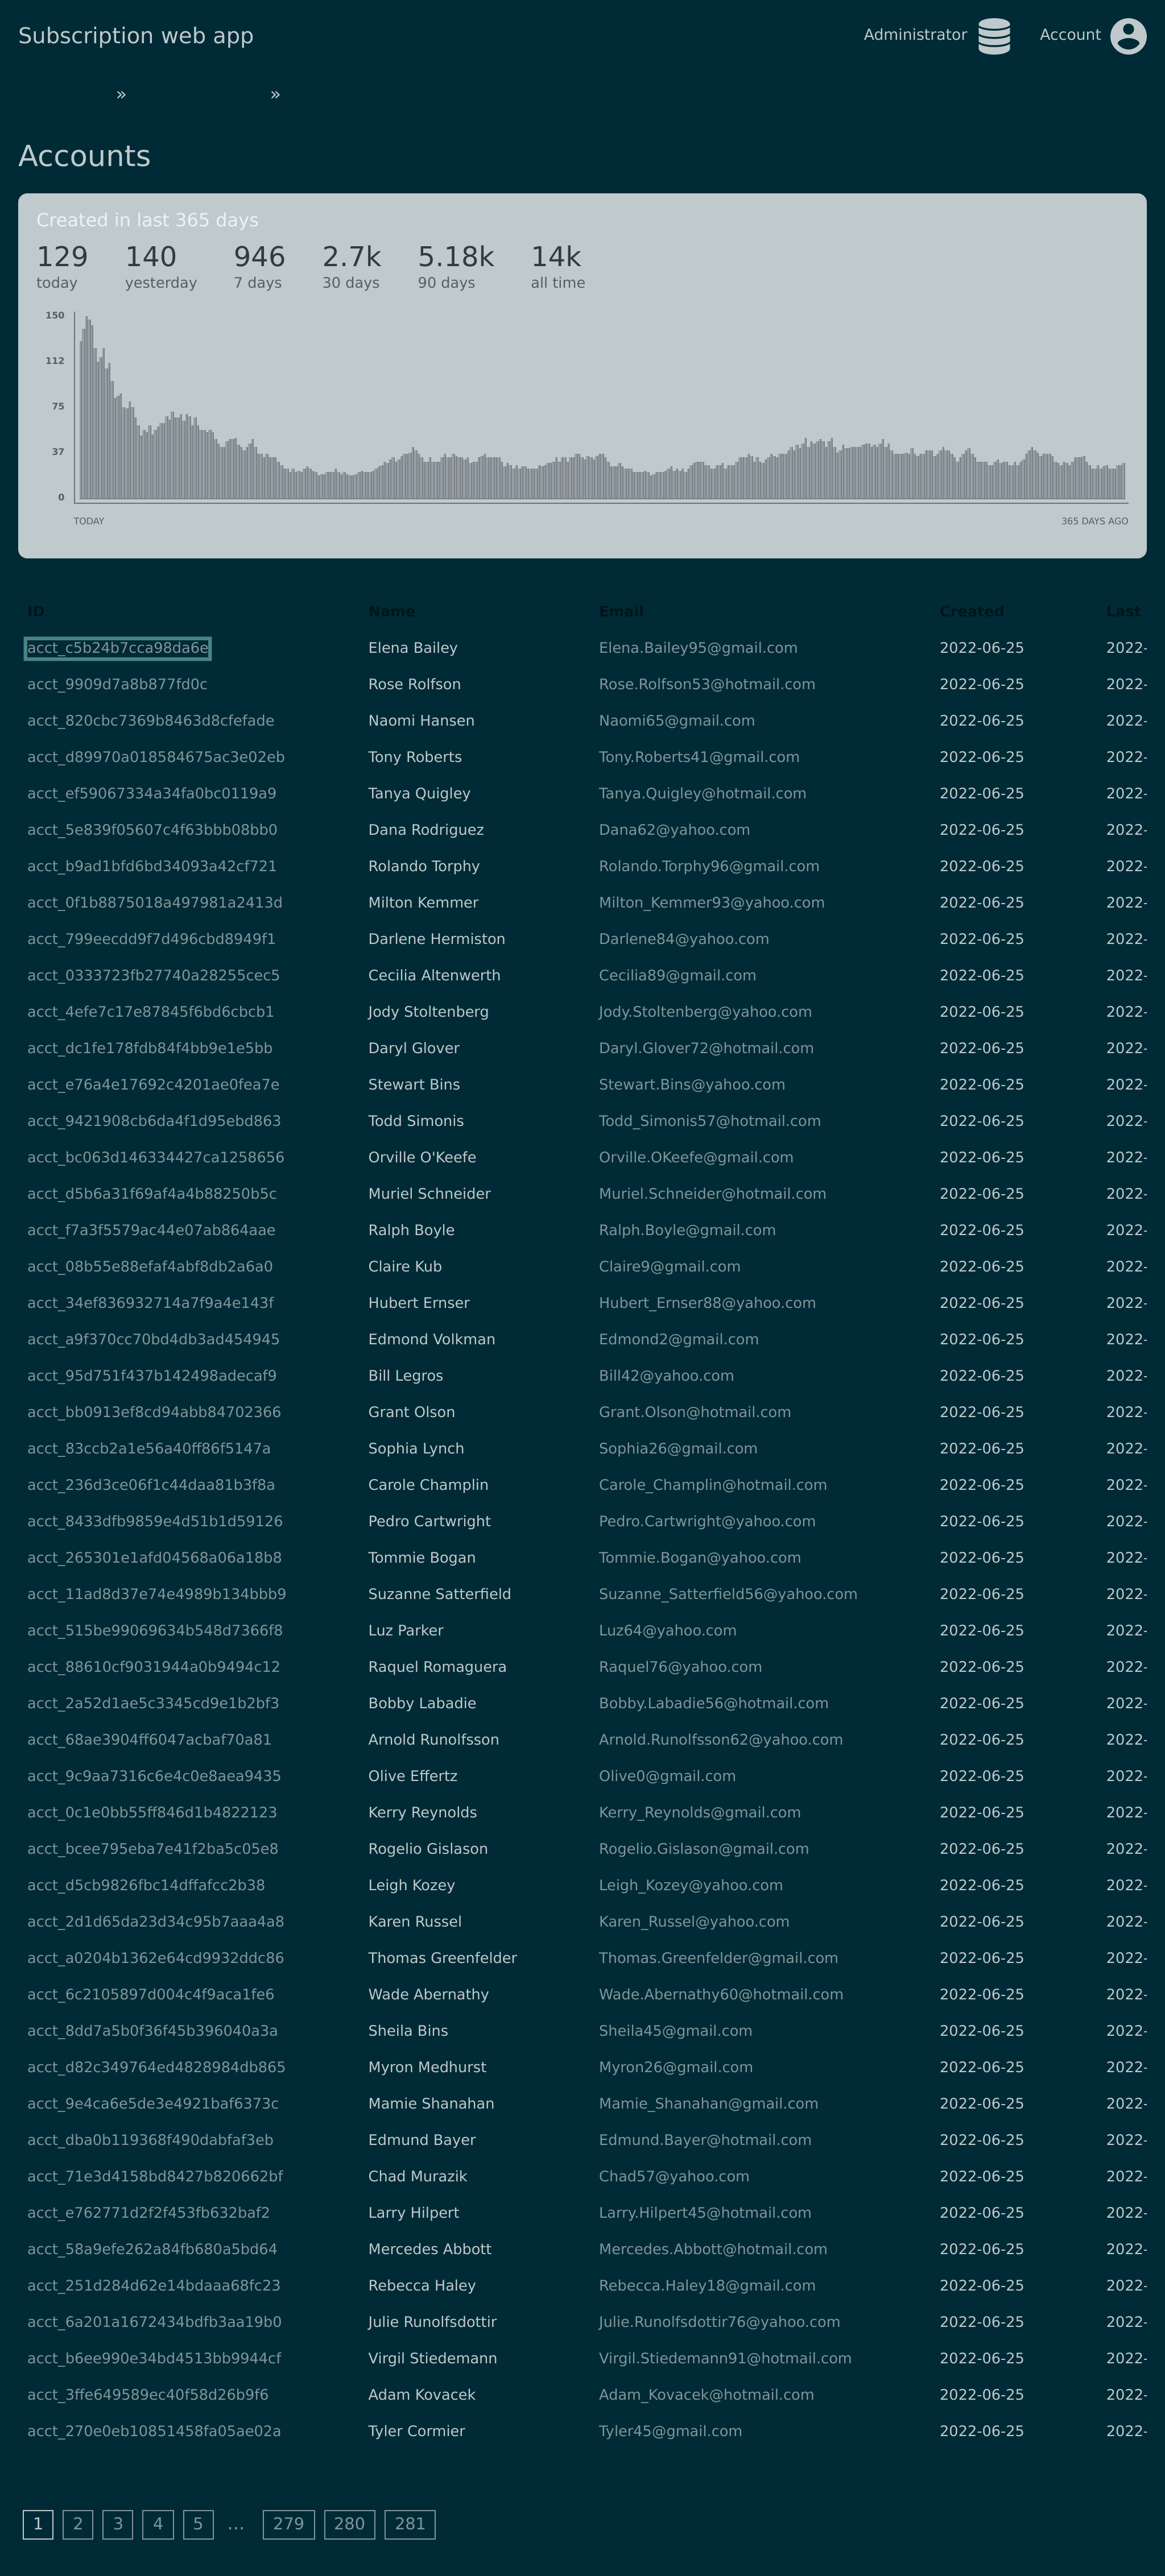 Subscription web app Administrator Account
» »
Accounts
Created in last 365 days
129 140 946 2.7k 5.18k 14k
today yesterday 7 days 30 days 90 days all time
150
112
75
37
0
TODAY 365 DAYS AGO
ID Name Email Created Last
acct_c5b24b7cca98da6e Elena Bailey Elena.Bailey95@gmail.com 2022-06-25 2022-
acct_9909d7a8b877fd0c Rose Rolfson Rose.Rolfson53@hotmail.com 2022-06-25 2022-
acct_820cbc7369b8463d8cfefade Naomi Hansen Naomi65@gmail.com 2022-06-25 2022-
acct_d89970a018584675ac3e02eb Tony Roberts Tony.Roberts41@gmail.com 2022-06-25 2022-
acct_ef59067334a34fa0bc0119a9 Tanya Quigley Tanya.Quigley@hotmail.com 2022-06-25 2022-
acct_5e839f05607c4f63bbb08bb0 Dana Rodriguez Dana62@yahoo.com 2022-06-25 2022-
acct_b9ad1bfd6bd34093a42cf721 Rolando Torphy Rolando.Torphy96@gmail.com 2022-06-25 2022-
acct_0f1b8875018a497981a2413d Milton Kemmer Milton_Kemmer93@yahoo.com 2022-06-25 2022-
acct_799eecdd9f7d496cbd8949f1 Darlene Hermiston Darlene84@yahoo.com 2022-06-25 2022-
acct_0333723fb27740a28255cec5 Cecilia Altenwerth Cecilia89@gmail.com 2022-06-25 2022-
acct_4efe7c17e87845f6bd6cbcb1 Jody Stoltenberg Jody.Stoltenberg@yahoo.com 2022-06-25 2022-
acct_dc1fe178fdb84f4bb9e1e5bb Daryl Glover Daryl.Glover72@hotmail.com 2022-06-25 2022-
acct_e76a4e17692c4201ae0fea7e Stewart Bins Stewart.Bins@yahoo.com 2022-06-25 2022-
acct_9421908cb6da4f1d95ebd863 Todd Simonis Todd_Simonis57@hotmail.com 2022-06-25 2022-
acct_bc063d146334427ca1258656 Orville O'Keefe Orville.OKeefe@gmail.com 2022-06-25 2022-
acct_d5b6a31f69af4a4b88250b5c Muriel Schneider Muriel.Schneider@hotmail.com 2022-06-25 2022-
acct_f7a3f5579ac44e07ab864aae Ralph Boyle Ralph.Boyle@gmail.com 2022-06-25 2022-
acct_08b55e88efaf4abf8db2a6a0 Claire Kub Claire9@gmail.com 2022-06-25 2022-
acct_34ef836932714a7f9a4e143f Hubert Ernser Hubert_Ernser88@yahoo.com 2022-06-25 2022-
acct_a9f370cc70bd4db3ad454945 Edmond Volkman Edmond2@gmail.com 2022-06-25 2022-
acct_95d751f437b142498adecaf9 Bill Legros Bill42@yahoo.com 2022-06-25 2022-
acct_bb0913ef8cd94abb84702366 Grant Olson Grant.Olson@hotmail.com 2022-06-25 2022-
acct_83ccb2a1e56a40ff86f5147a Sophia Lynch Sophia26@gmail.com 2022-06-25 2022-
acct_236d3ce06f1c44daa81b3f8a Carole Champlin Carole_Champlin@hotmail.com 2022-06-25 2022-
acct_8433dfb9859e4d51b1d59126 Pedro Cartwright Pedro.Cartwright@yahoo.com 2022-06-25 2022-
acct_265301e1afd04568a06a18b8 Tommie Bogan Tommie.Bogan@yahoo.com 2022-06-25 2022-
acct_11ad8d37e74e4989b134bbb9 Suzanne Satterfield Suzanne_Satterfield56@yahoo.com 2022-06-25 2022-
acct_515be99069634b548d7366f8 Luz Parker Luz64@yahoo.com 2022-06-25 2022-
acct_88610cf9031944a0b9494c12 Raquel Romaguera Raquel76@yahoo.com 2022-06-25 2022-
acct_2a52d1ae5c3345cd9e1b2bf3 Bobby Labadie Bobby.Labadie56@hotmail.com 2022-06-25 2022-
acct_68ae3904ff6047acbaf70a81 Arnold Runolfsson Arnold.Runolfsson62@yahoo.com 2022-06-25 2022-
acct_9c9aa7316c6e4c0e8aea9435 Olive Effertz Olive0@gmail.com 2022-06-25 2022-
acct_0c1e0bb55ff846d1b4822123 Kerry Reynolds Kerry_Reynolds@gmail.com 2022-06-25 2022-
acct_bcee795eba7e41f2ba5c05e8 Rogelio Gislason Rogelio.Gislason@gmail.com 2022-06-25 2022-
acct_d5cb9826fbc14dffafcc2b38 Leigh Kozey Leigh_Kozey@yahoo.com 2022-06-25 2022-
acct_2d1d65da23d34c95b7aaa4a8 Karen Russel Karen_Russel@yahoo.com 2022-06-25 2022-
acct_a0204b1362e64cd9932ddc86 Thomas Greenfelder Thomas.Greenfelder@gmail.com 2022-06-25 2022-
acct_6c2105897d004c4f9aca1fe6 Wade Abernathy Wade.Abernathy60@hotmail.com 2022-06-25 2022-
acct_8dd7a5b0f36f45b396040a3a Sheila Bins Sheila45@gmail.com 2022-06-25 2022-
acct_d82c349764ed4828984db865 Myron Medhurst Myron26@gmail.com 2022-06-25 2022-
acct_9e4ca6e5de3e4921baf6373c Mamie Shanahan Mamie_Shanahan@gmail.com 2022-06-25 2022-
acct_dba0b119368f490dabfaf3eb Edmund Bayer Edmund.Bayer@hotmail.com 2022-06-25 2022-
acct_71e3d4158bd8427b820662bf Chad Murazik Chad57@yahoo.com 2022-06-25 2022-
acct_e762771d2f2f453fb632baf2 Larry Hilpert Larry.Hilpert45@hotmail.com 2022-06-25 2022-
acct_58a9efe262a84fb680a5bd64 Mercedes Abbott Mercedes.Abbott@hotmail.com 2022-06-25 2022-
acct_251d284d62e14bdaaa68fc23 Rebecca Haley Rebecca.Haley18@gmail.com 2022-06-25 2022-
acct_6a201a1672434bdfb3aa19b0 Julie Runolfsdottir Julie.Runolfsdottir76@yahoo.com 2022-06-25 2022-
acct_b6ee990e34bd4513bb9944cf Virgil Stiedemann Virgil.Stiedemann91@hotmail.com 2022-06-25 2022-
acct_3ffe649589ec40f58d26b9f6 Adam Kovacek Adam_Kovacek@hotmail.com 2022-06-25 2022-
acct_270e0eb10851458fa05ae02a Tyler Cormier Tyler45@gmail.com 2022-06-25 2022-
1 2 3 4 5 … 279 280 281